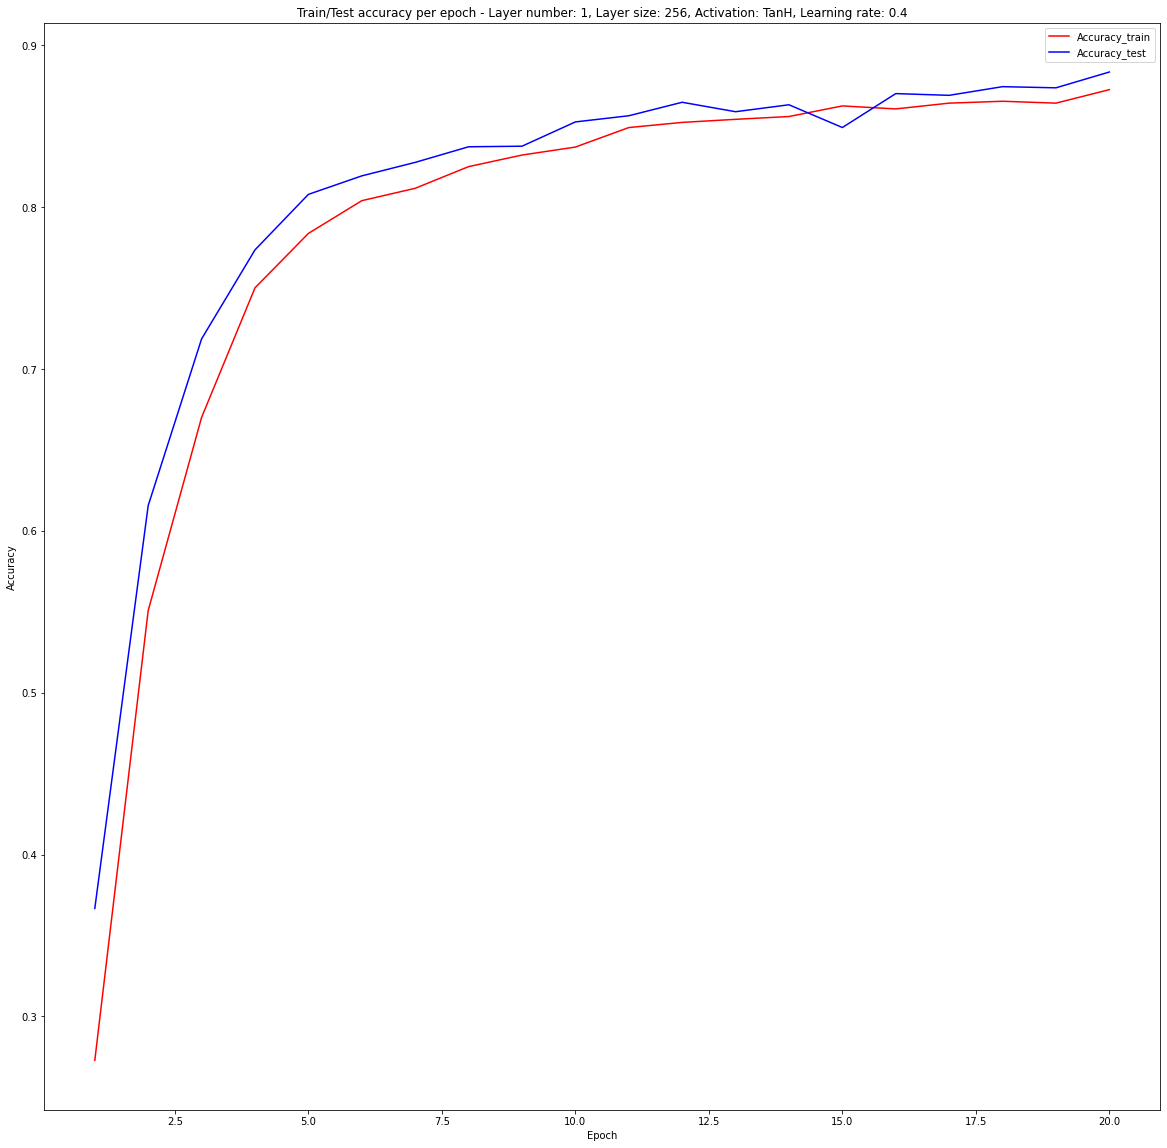 Train/Test accuracy per epoch - Layer number: 1, Layer size: 256, Activation: TanH, Learning rate: 0.4
Accuracy_train
Accuracy_test
0.9
0.8
0.7
0.6
0.5
0.4
0.3
Accuracy
2.5 5.0 7.5 10.0 12.5 15.0 17.5 20.0
Epoch